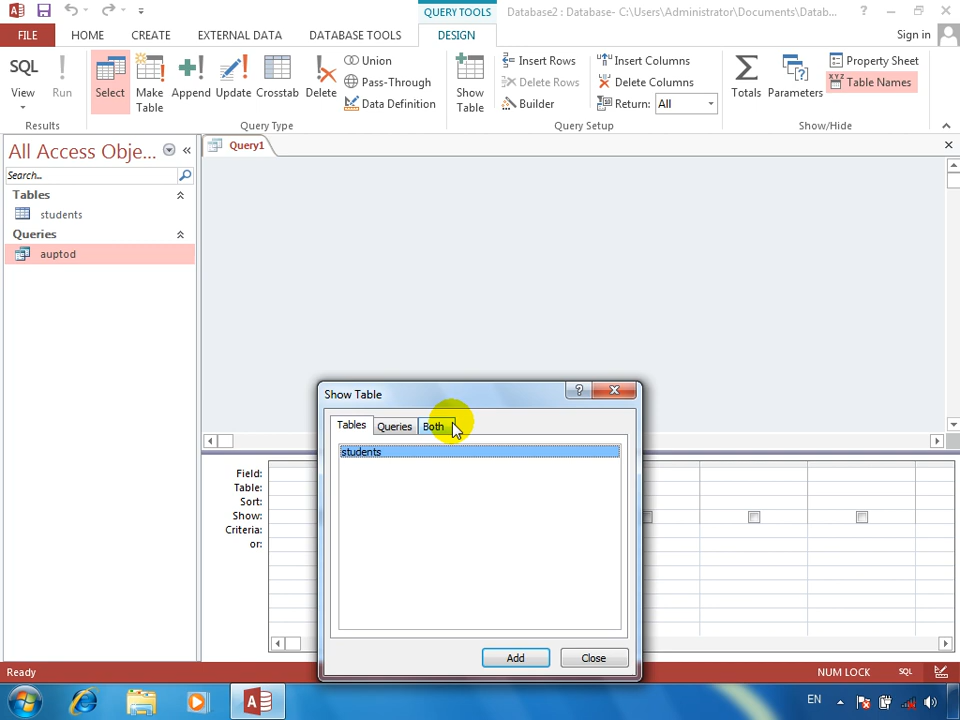 QUERY TOOLS
Database2 : Database- C:\Users\Administrator\Documents\Datab...
?
FILE
HOME
CREATE
EXTERNAL DATA
DATABASE TOOLS
DESIGN
Sign in
SQL
View
Run
Results
Select
Make
Table
Append
Update
Crosstab
Delete
Union
Pass-Through
Data Definition
Query Type
Show
Table
Insert Rows
Delete Rows
Builder
Insert Columns
Delete Columns
Return: All
Query Setup
Totals
Parameters
Property Sheet
XYZ Table Names
Show/Hide
All Access Obje...
Search...
Tables
students
Queries
auptod
Query1
Show Table
?
Tables
Queries
Both
students
Add
Close
Field:
Table:
Sort:
Show:
Criteria:
or:
Ready
NUM LOCK
SQL
EN